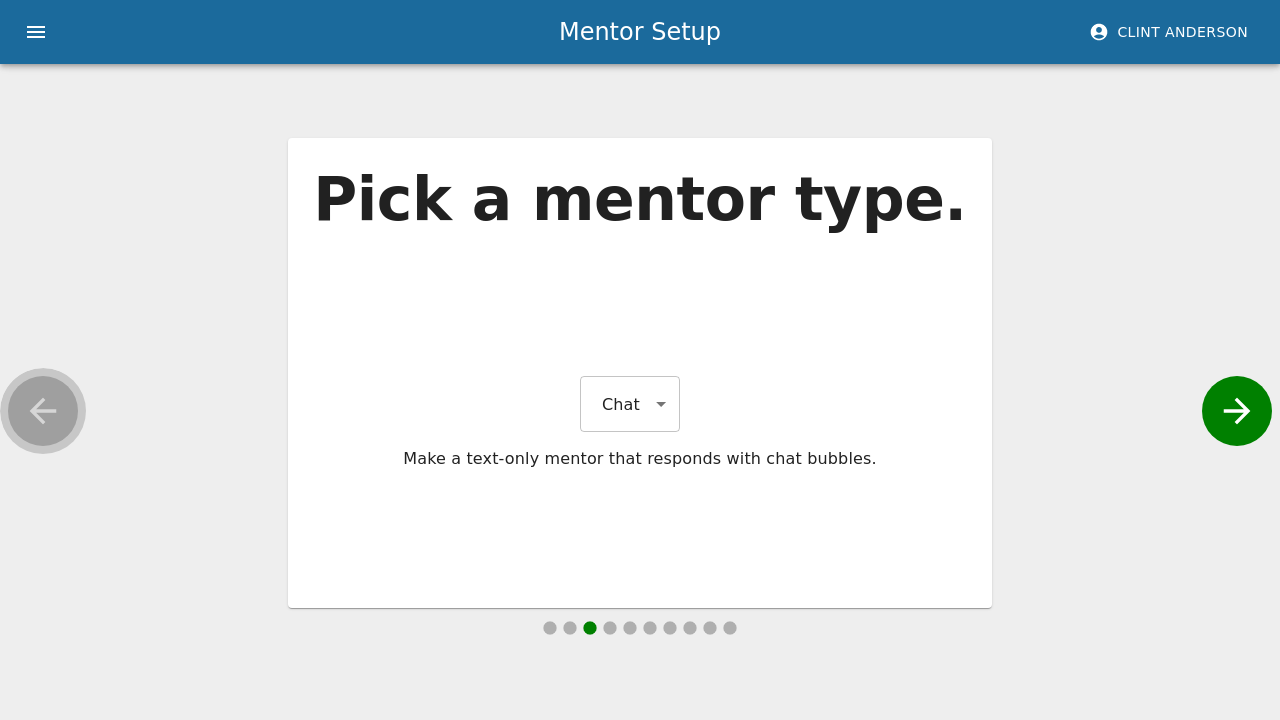 Mentor Setup
CLINT ANDERSON
Pick a mentor type.
Chat
Make a text-only mentor that responds with chat bubbles.